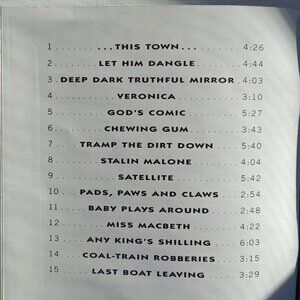 1 ...THIS TOWN... 4:26
2 LET HIM DANGLE 4:44
3 DEEP DARK TRUTHFUL MIRROR 4:03
4 VERONICA 3:10
5 GOD'S COMIC 5:27
6 CHEWING GUM 3:43
7 TRAMP THE DIRT DOWN 5:40
8 STALIN MALONE 4:04
9 SATELLITE 5:42
10 PADS, PAWS AND CLAWS 2:54
11 BABY PLAYS AROUND 2:48
12 MISS MACBETH 4:22
13 ANY KING'S SHILLING 6:03
14 COAL-TRAIN ROBBERIES 3:15
15 LAST BOAT LEAVING 3:29